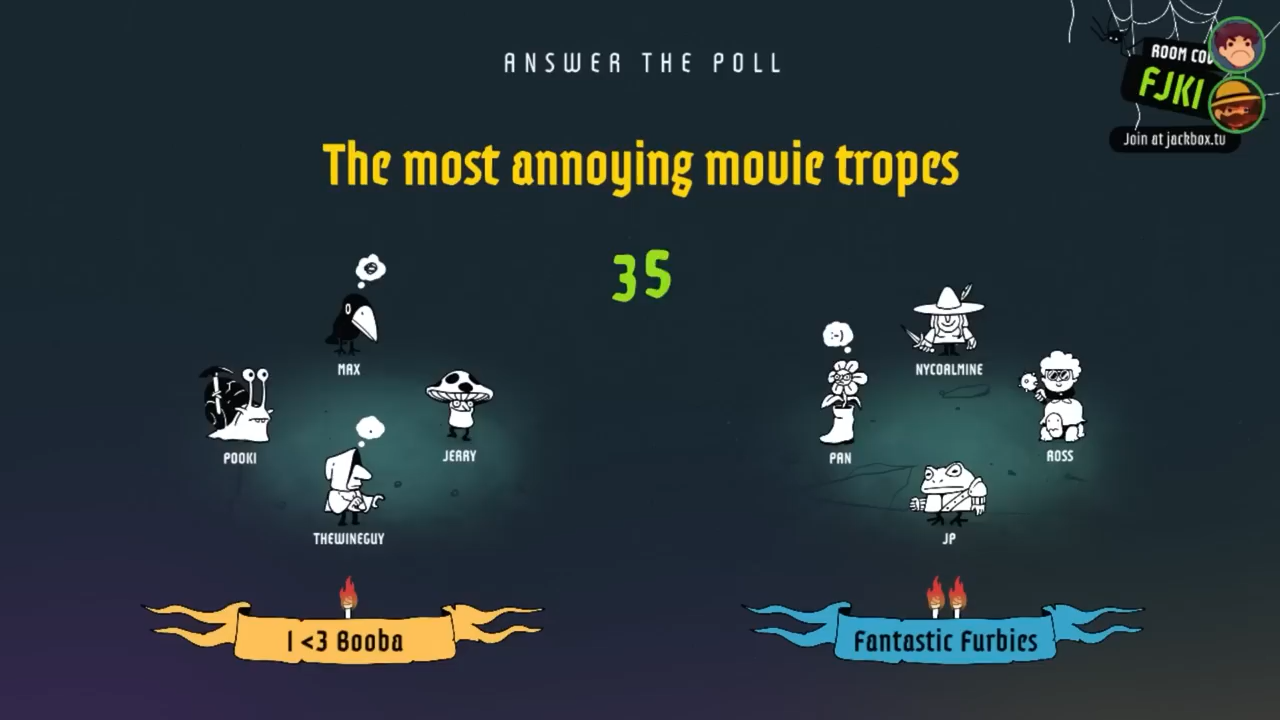 ANSWER THE POLL
ROOM COD
FJKI
Join at jackbox.tv
The most annoying movie tropes
35
MAX
NYCOALMINE
POOKI
JERRY
PAN
ROSS
THEWINEGUY
JP
I <3 Booba
Fantastic Furbies